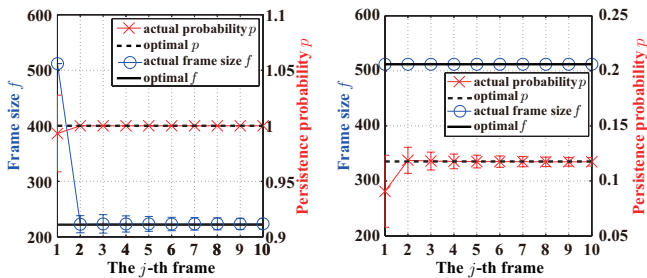 600
500
400
300
200
Frame size f
actual probability p
optimal p
actual frame size f
optimal f
1.1
1.05
1
0.95
0.9
Persistence probability p
1 2 3 4 5 6 7 8 9 10
The j-th frame
600
500
400
300
200
Frame size f
actual probability p
optimal p
actual frame size f
optimal f
0.25
0.2
0.15
0.1
0.05
Persistence probability p
1 2 3 4 5 6 7 8 9 10
The j-th frame